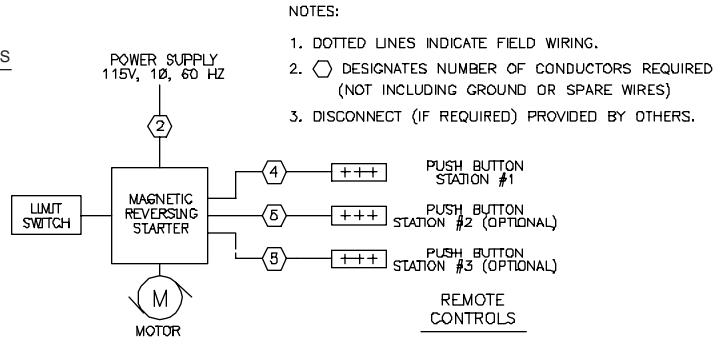 NOTES:
1. DOTTED LINES INDICATE FIELD WIRING.
2. DESIGNATES NUMBER OF CONDUCTORS REQUIRED
(NOT INCLUDING GROUND OR SPARE WIRES)
3. DISCONNECT (IF REQUIRED) PROVIDED BY OTHERS.
S
POWER SUPPLY
115V, 1Ø, 60 HZ
2
LIMIT
SWITCH
MAGNETIC
REVERSING
STARTER
4
+++
PUSH BUTTON
STATION #1
+++
PUSH BUTTON
STATION #2 (OPTIONAL)
+++
PUSH BUTTON
STATION #3 (OPTIONAL)
M
MOTOR
REMOTE
CONTROLS